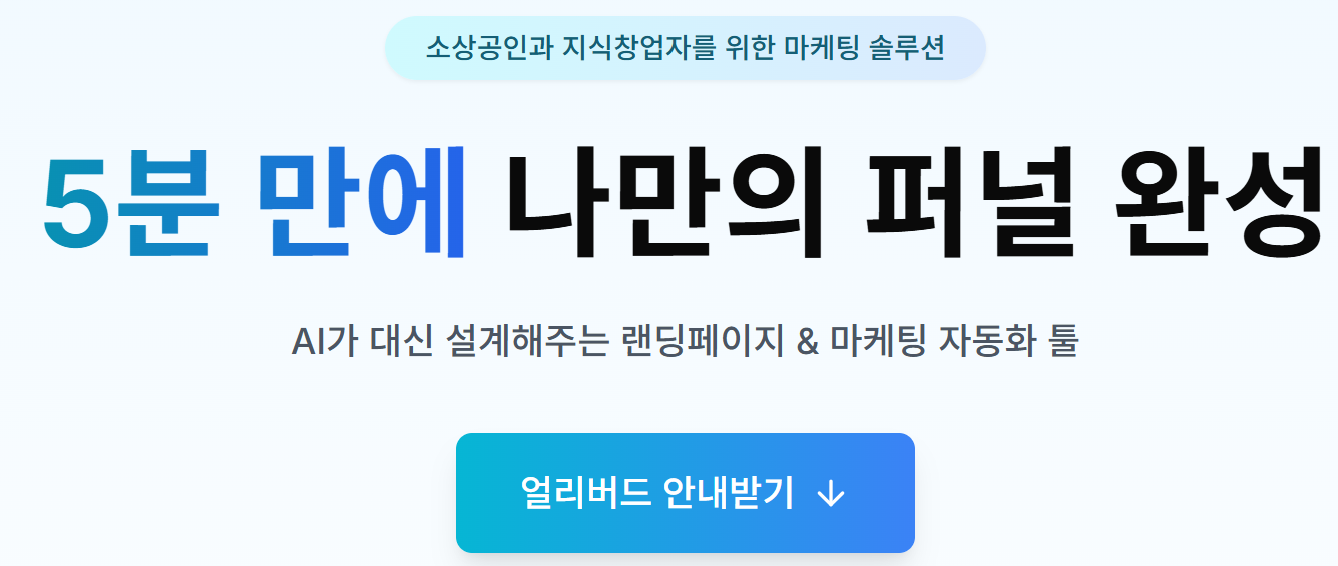 소상공인과 지식창업자를 위한 마케팅 솔루션
5분 만에 나만의 퍼널 완성
AI가 대신 설계해주는 랜딩페이지 & 마케팅 자동화 툴
얼리버드 안내받기 ↓